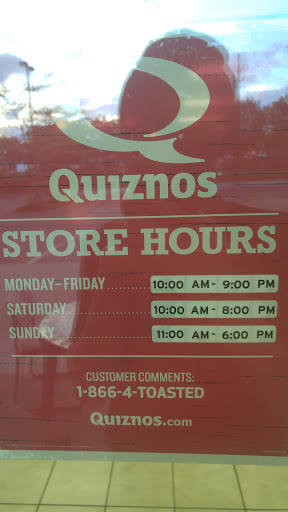 QUIZNOS
STORE HOURS
MONDAY–FRIDAY .......... 10:00 AM - 9:00 PM
SATURDAY .................... 10:00 AM - 8:00 PM
SUNDAY ....................... 11:00 AM - 6:00 PM
CUSTOMER COMMENTS:
1-866-4-TOASTED
QUIZNOS.com